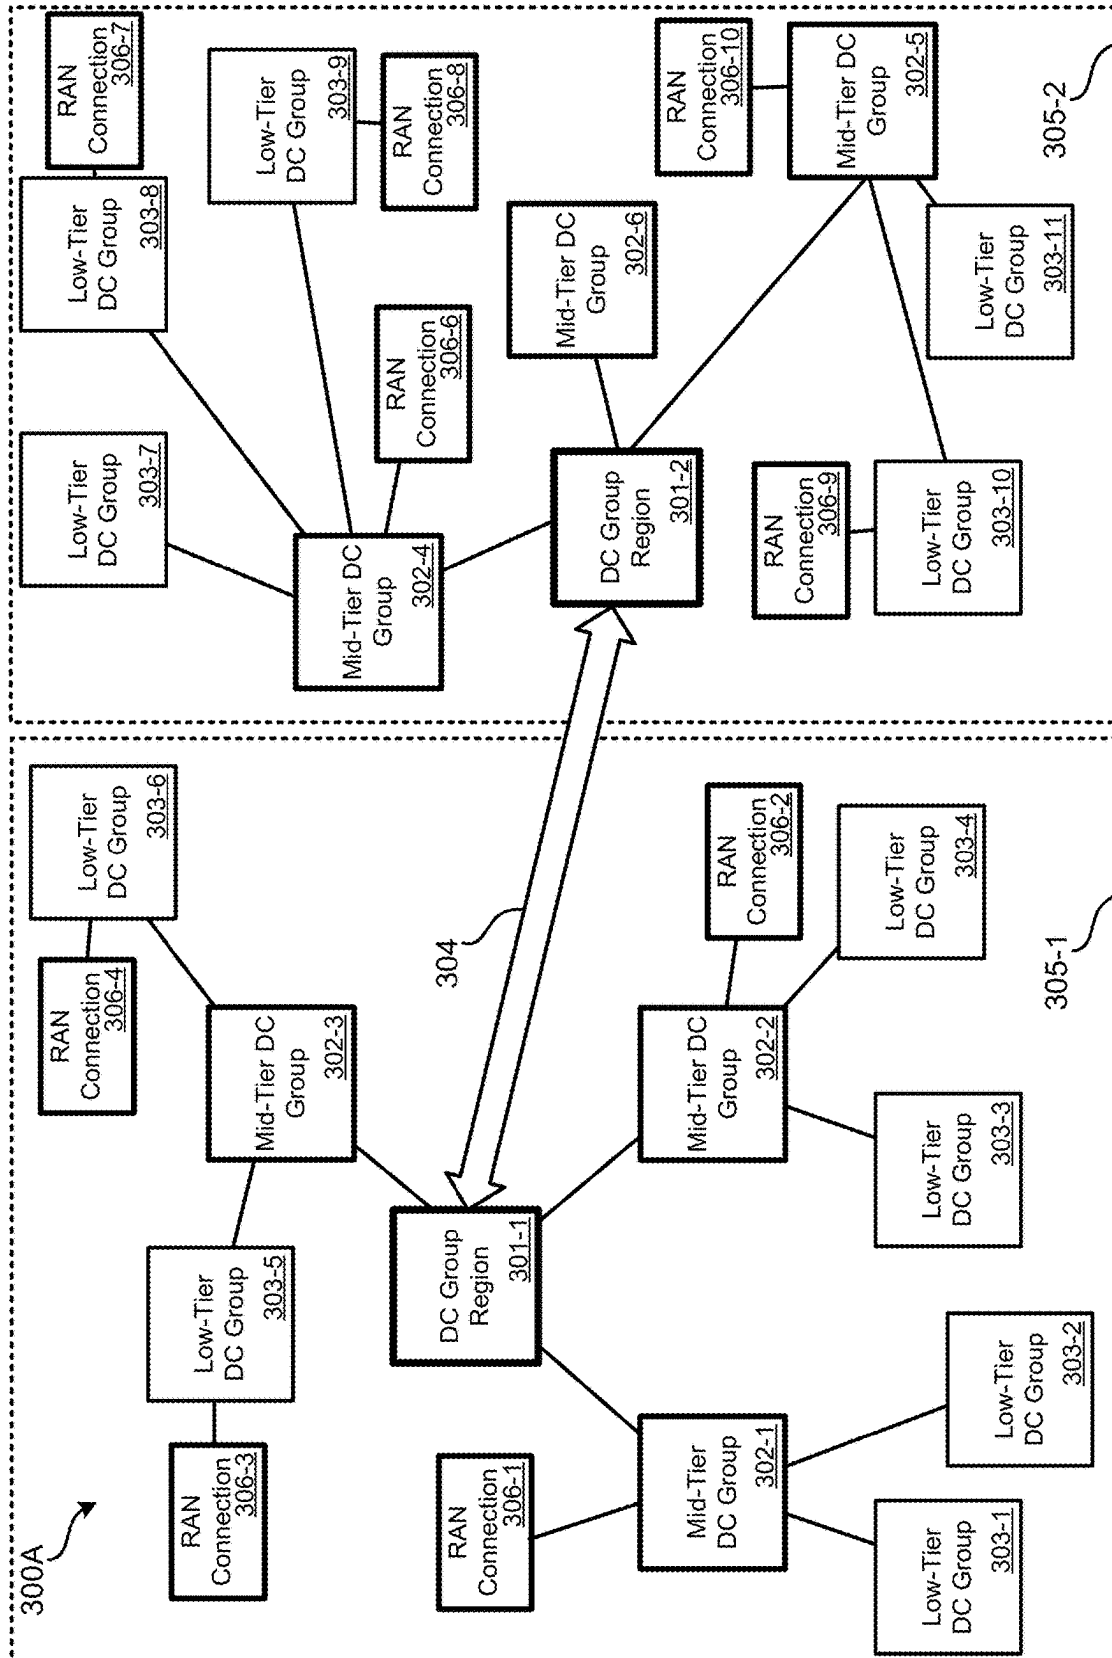 300A
RAN
Connection
306-3
Low-Tier
DC Group
303-5
RAN
Connection
306-4
Low-Tier
DC Group
303-6
Mid-Tier DC
Group
302-3
RAN
Connection
306-1
DC Group
Region
301-1
304
Mid-Tier
DC Group
302-1
Mid-Tier DC
Group
302-2
RAN
Connection
306-2
Low-Tier
DC Group
303-1
Low-Tier
DC Group
303-2
Low-Tier
DC Group
303-3
Low-Tier
DC Group
303-4
305-1
Low-Tier
DC Group
303-7
Low-Tier
DC Group
303-8
RAN
Connection
306-7
Low-Tier
DC Group
303-9
RAN
Connection
306-8
Mid-Tier DC
Group
302-4
RAN
Connection
306-6
DC Group
Region
301-2
Mid-Tier DC
Group
302-6
RAN
Connection
306-10
Mid-Tier DC
Group
302-5
RAN
Connection
306-9
Low-Tier
DC Group
303-10
Low-Tier
DC Group
303-11
305-2